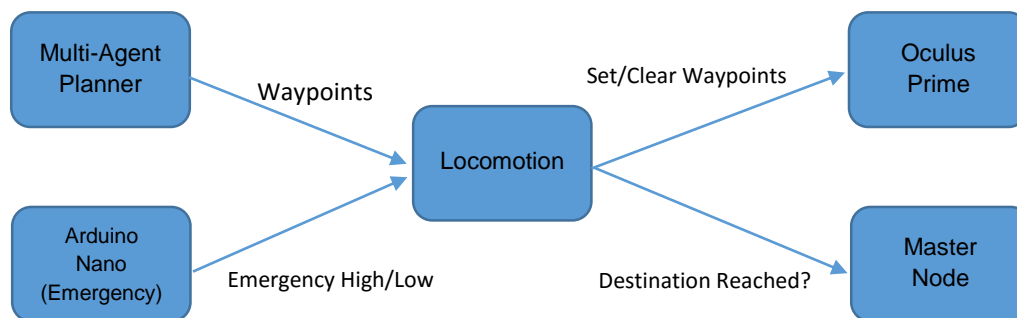 Multi-Agent
Planner
Waypoints
Set/Clear Waypoints
Oculus
Prime
Locomotion
Arduino
Nano
(Emergency)
Emergency High/Low
Destination Reached?
Master
Node